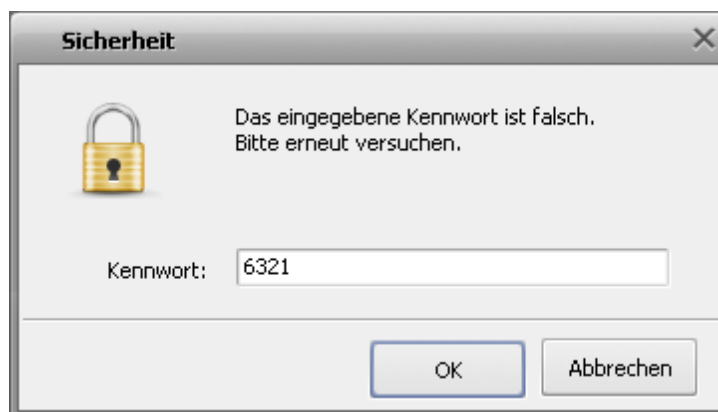 Sicherheit
Das eingegebene Kennwort ist falsch.
Bitte erneut versuchen.
Kennwort: 6321
OK Abbrechen